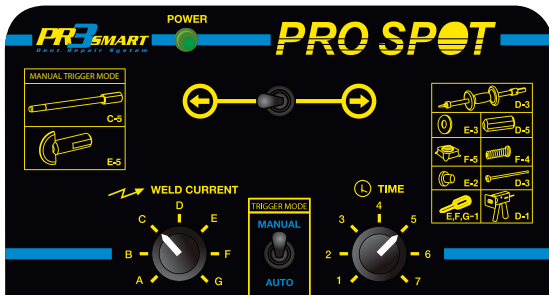 POWER
PR3SMART
Dent Repair System
PRO SPOT
MANUAL TRIGGER MODE
C-5
E-5
D-3
E-3
D-5
F-5
F-4
E-2
D-3
E,F,G-1
D-1
WELD CURRENT
A
B
C
D
E
F
G
TRIGGER MODE
MANUAL
AUTO
TIME
1
2
3
4
5
6
7